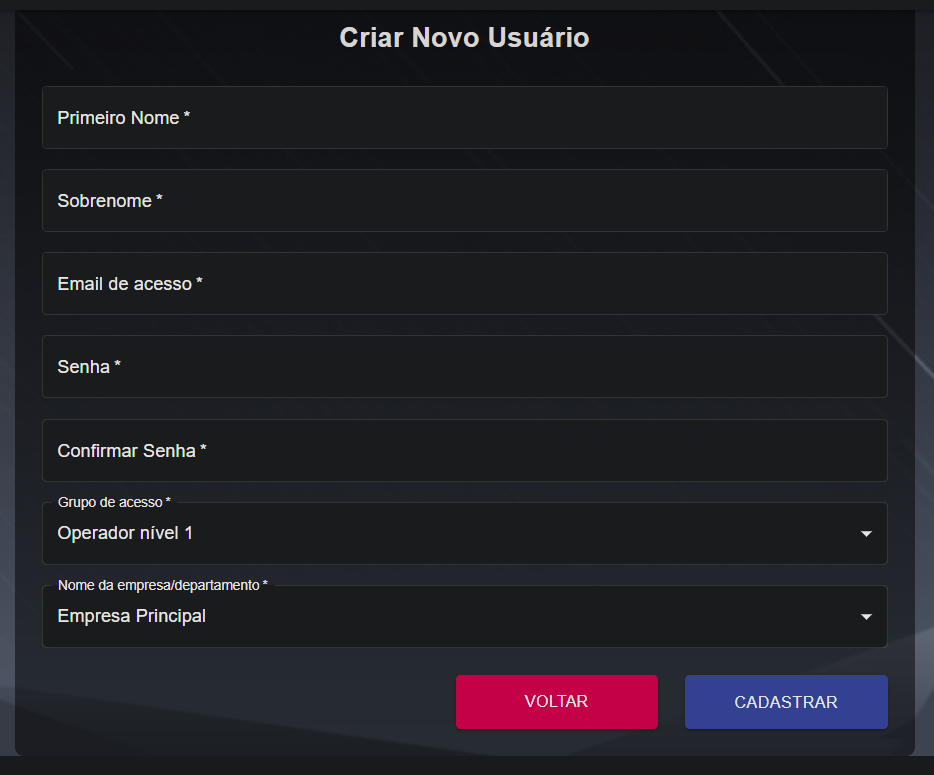 Criar Novo Usuário
Primeiro Nome *
Sobrenome *
Email de acesso *
Senha *
Confirmar Senha *
Grupo de acesso *
Operador nível 1
Nome da empresa/departamento *
Empresa Principal
VOLTAR CADASTRAR